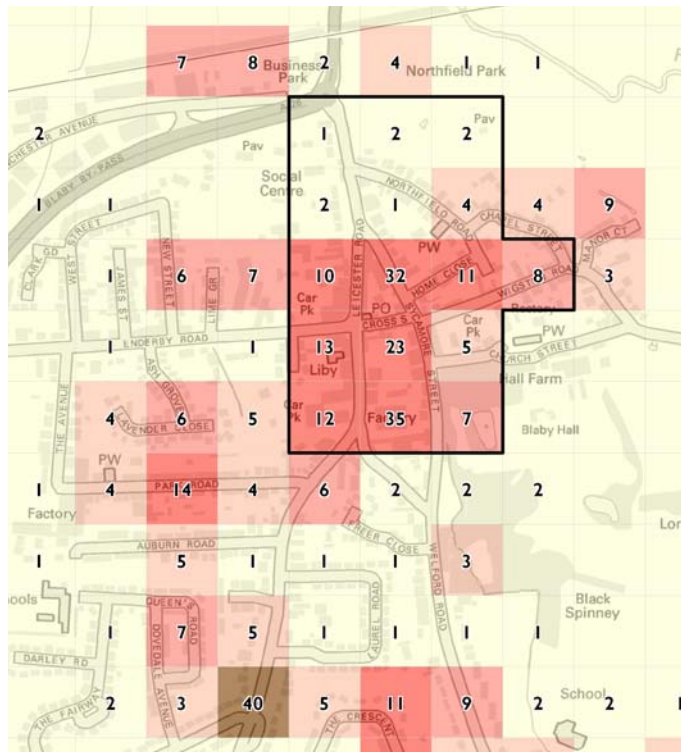 7 8 2 4 1 1
Business
Park
Northfield Park
A426
2 1 2 2
CHESTER AVENUE
BLABY BY-PASS
Pav
Pav
Social
Centre
1 1 2 1 4 4 9
NORTHFIELD ROAD
CHAPEL STREET
MANOR CT
CLARK GD
WEST STREET
NEW STREET
LEICESTER ROAD
PW
1 6 7 10 32 11 8 3
JAMES ST
LIME GR
HOME CLOSE
WIGSTON ROAD
Rectory
Car
Pk
PO
CROSS S
SYCAMORE STREET
Car
Pk
PW
1 1 13 23 5
ENDERBY ROAD
CHURCH STREET
Liby
Hall Farm
THE AVENUE
ASH GROVE
4 6 5 12 35 7
LAVENDER CLOSE
Car
Pk
Factory
Blaby Hall
PW
1 4 14 4 6 2 2 2
PARK ROAD
Factory
FREER CLOSE
AUBURN ROAD
1 5 1 1 1 3
WELFORD ROAD
Black
Spinney
QUEEN'S ROAD
LAUREL ROAD
1 7 5 1 1 1 1
DARLEY RD
DOVEDALE AVENUE
2 3 40 5 11 9 2 2 1
THE FAIRWAY
THE CRESCENT
School